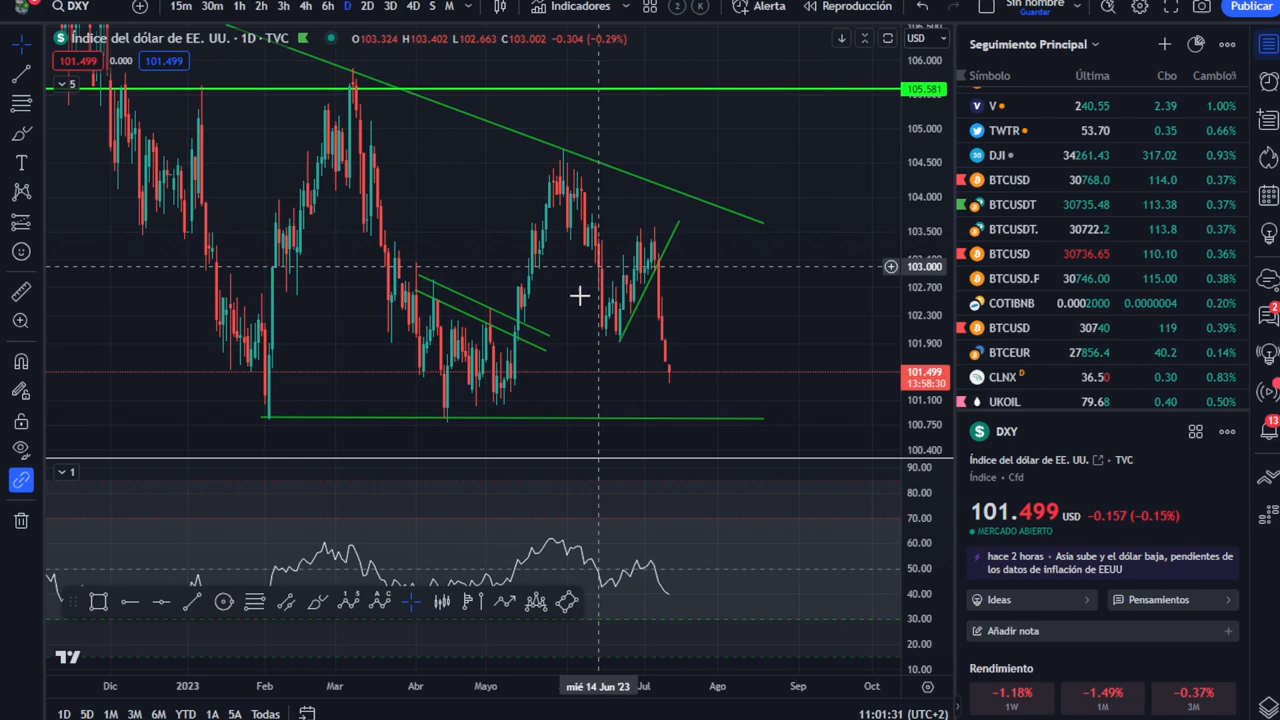 DXY
15m 30m 1h 2h 3h 4h 6h D 2D 3D 4D S M
Indicadores
2 K
Alerta
Reproducción
Sin nombre
Guardar
Publicar
Índice del dólar de EE. UU. · 1D · TVC
O103.324 H103.402 L102.663 C103.002 -0.304 (-0.29%)
101.499 0.000 101.499
5
USD
106.000
105.581
105.000
104.500
104.000
103.500
103.000
102.700
102.300
101.900
101.499
13:58:30
101.100
100.750
100.400
1
90.00
80.00
70.00
60.00
50.00
40.00
30.00
20.00
10.00
Dic 2023 Feb Mar Abr Mayo mié 14 Jun '23 Jul Ago Sep Oct
1D 5D 1M 3M 6M YTD 1A 5A Todas
11:01:31 (UTC+2)
Seguimiento Principal
Símbolo Última Cbo Cambio%
V 240.55 2.39 1.00%
TWTR 53.70 0.35 0.66%
DJI 34261.43 317.02 0.93%
BTCUSD 30768.0 114.0 0.37%
BTCUSDT 30735.48 113.38 0.37%
BTCUSDT. 30722.2 113.8 0.37%
BTCUSD 30736.65 110.10 0.36%
BTCUSD.P 30746.00 115.00 0.38%
COTIBNB 0.0002000 0.0000004 0.20%
BTCUSD 30740 119 0.39%
BTCEUR 27856.4 40.2 0.14%
CLNX D 36.50 0.30 0.83%
UKOIL 79.68 0.40 0.50%
DXY
Índice del dólar de EE. UU. · TVC
Índice · Cfd
101.499 USD -0.157 (-0.15%)
MERCADO ABIERTO
hace 2 horas · Asia sube y el dólar baja, pendientes de
los datos de inflación de EEUU
Ideas
Pensamientos
Añadir nota
Rendimiento
-1.18% -1.49% -0.37%
1W 1M 3M
2
13